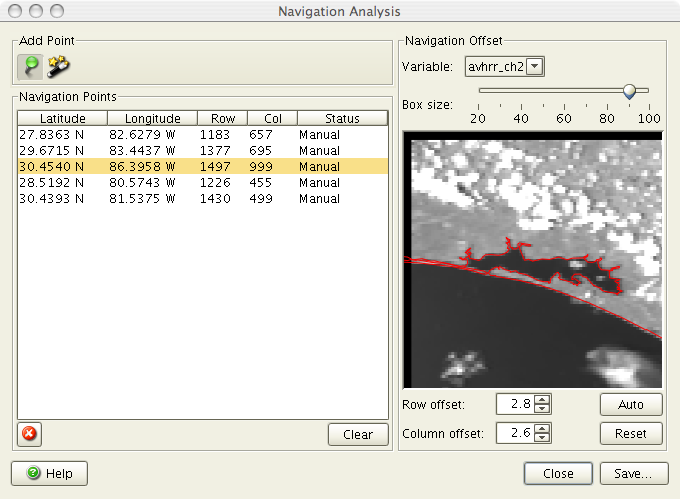 Navigation Analysis
Add Point
Navigation Points
Latitude Longitude Row Col Status
27.8363 N 82.6279 W 1183 657 Manual
29.6715 N 83.4437 W 1377 695 Manual
30.4540 N 86.3958 W 1497 999 Manual
28.5192 N 80.5743 W 1226 455 Manual
30.4393 N 81.5375 W 1430 499 Manual
Clear
Navigation Offset
Variable: avhrr_ch2
Box size:
20 40 60 80 100
Row offset: 2.8 Auto
Column offset: 2.6 Reset
Help
Close Save...